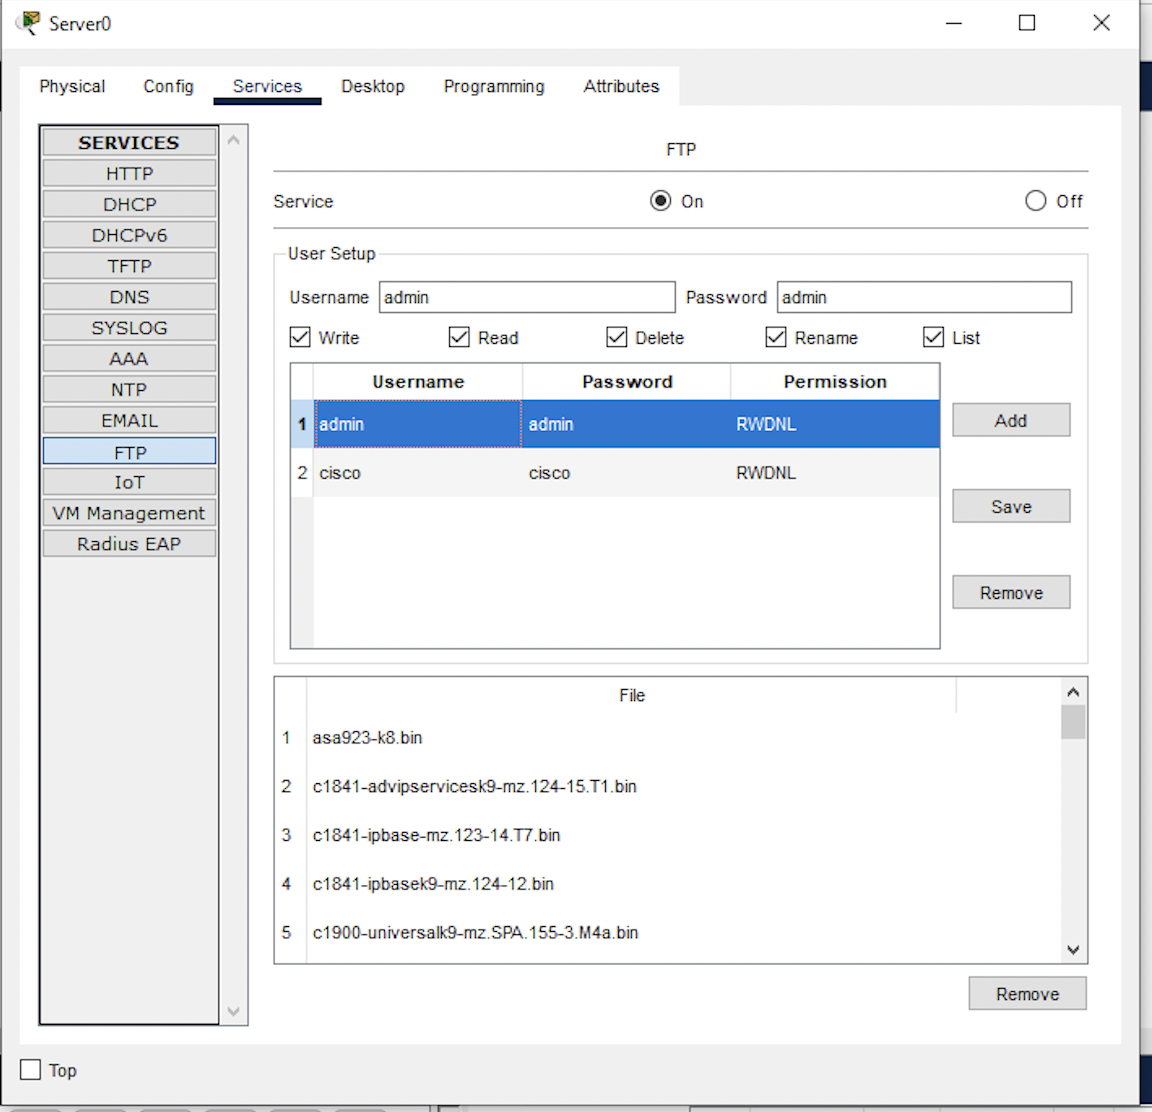 Server0
Physical Config Services Desktop Programming Attributes
SERVICES
HTTP
DHCP
DHCPv6
TFTP
DNS
SYSLOG
AAA
NTP
EMAIL
FTP
IoT
VM Management
Radius EAP
FTP
Service On Off
User Setup
Username admin Password admin
Write Read Delete Rename List
Username Password Permission
1 admin admin RWDNL
2 cisco cisco RWDNL
Add
Save
Remove
File
1 asa923-k8.bin
2 c1841-advipservicesk9-mz.124-15.T1.bin
3 c1841-ipbase-mz.123-14.T7.bin
4 c1841-ipbasek9-mz.124-12.bin
5 c1900-universalk9-mz.SPA.155-3.M4a.bin
Remove
Top